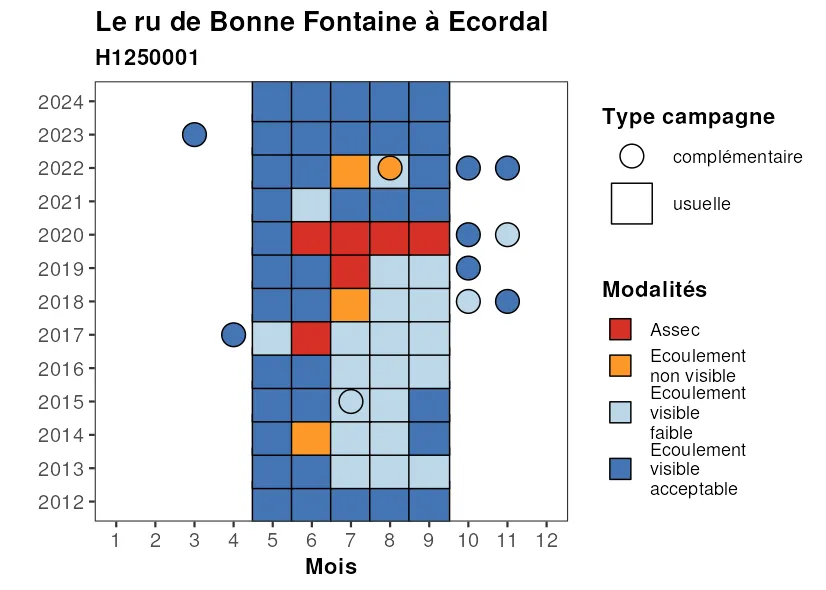 Le ru de Bonne Fontaine à Ecordal
H1250001
2024
2023
2022
2021
2020
2019
2018
2017
2016
2015
2014
2013
2012
1 2 3 4 5 6 7 8 9 10 11 12
Mois
Type campagne
complémentaire
usuelle
Modalités
Assec
Ecoulement
non visible
Ecoulement
visible
faible
Ecoulement
visible
acceptable